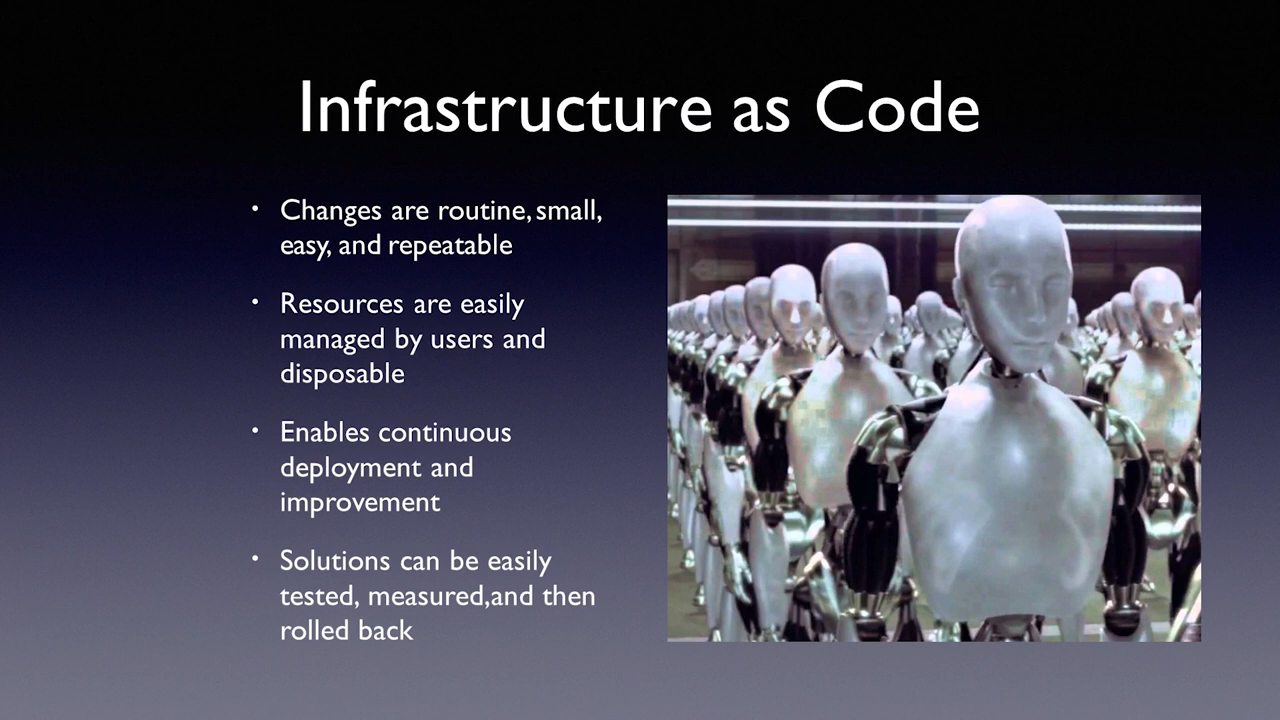 Infrastructure as Code
• Changes are routine, small,
easy, and repeatable
• Resources are easily
managed by users and
disposable
• Enables continuous
deployment and
improvement
• Solutions can be easily
tested, measured,and then
rolled back